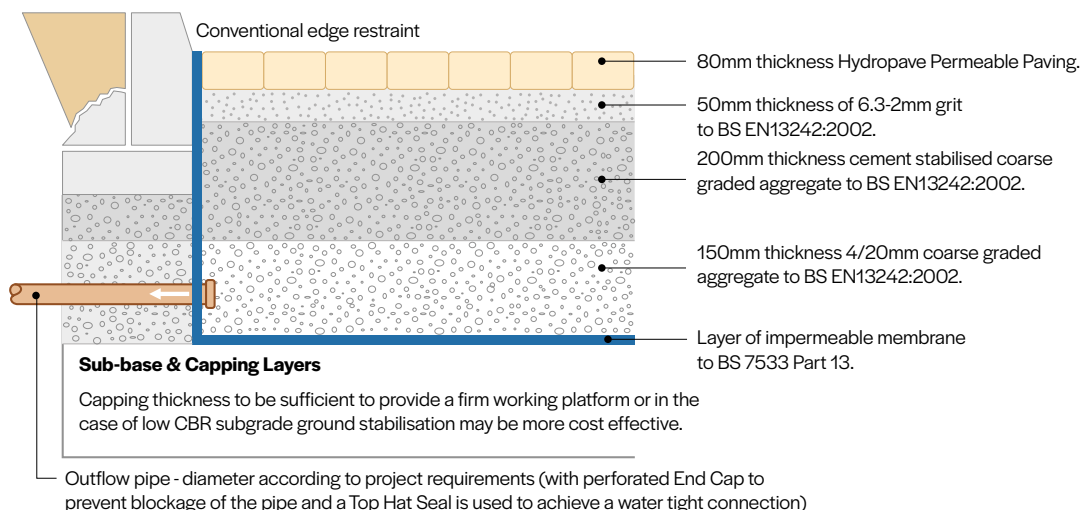 Conventional edge restraint
80mm thickness Hydropave Permeable Paving.
50mm thickness of 6.3-2mm grit
to BS EN13242:2002.
200mm thickness cement stabilised coarse
graded aggregate to BS EN13242:2002.
150mm thickness 4/20mm coarse graded
aggregate to BS EN13242:2002.
Layer of impermeable membrane
to BS 7533 Part 13.
Sub-base & Capping Layers
Capping thickness to be sufficient to provide a firm working platform or in the
case of low CBR subgrade ground stabilisation may be more cost effective.
Outflow pipe - diameter according to project requirements (with perforated End Cap to
prevent blockage of the pipe and a Top Hat Seal is used to achieve a water tight connection)